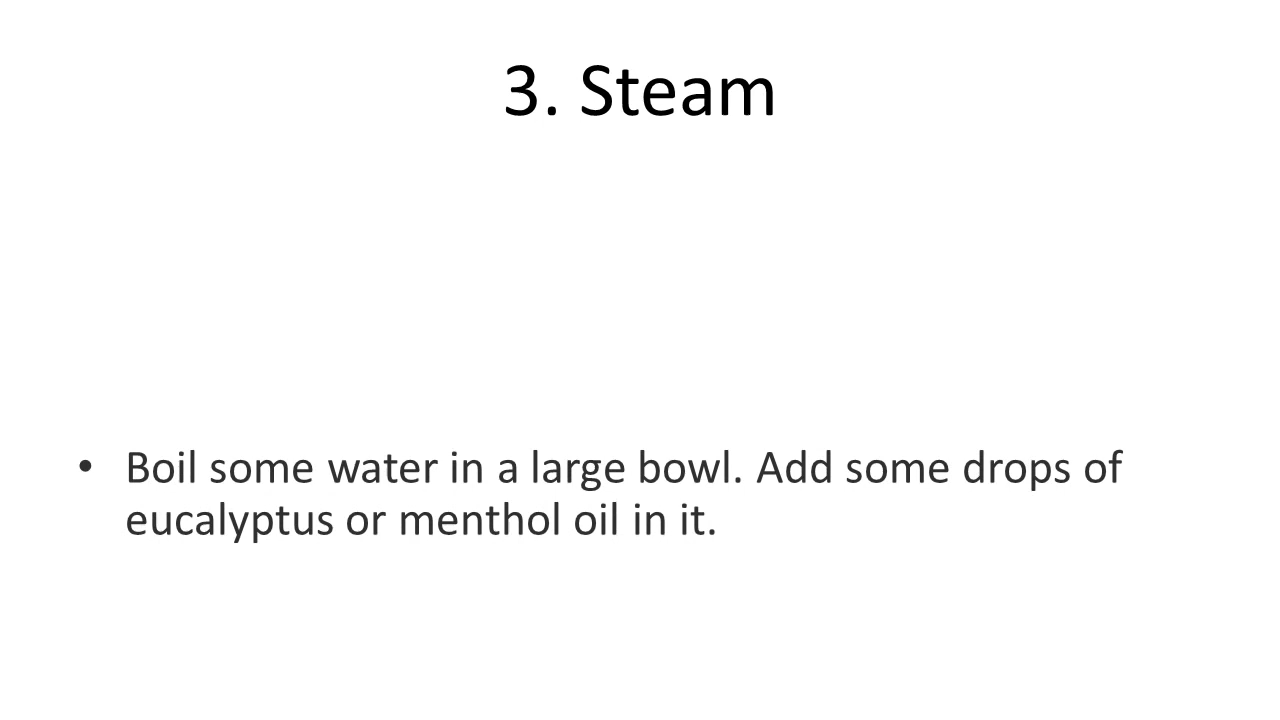 3. Steam
• Boil some water in a large bowl. Add some drops of
eucalyptus or menthol oil in it.